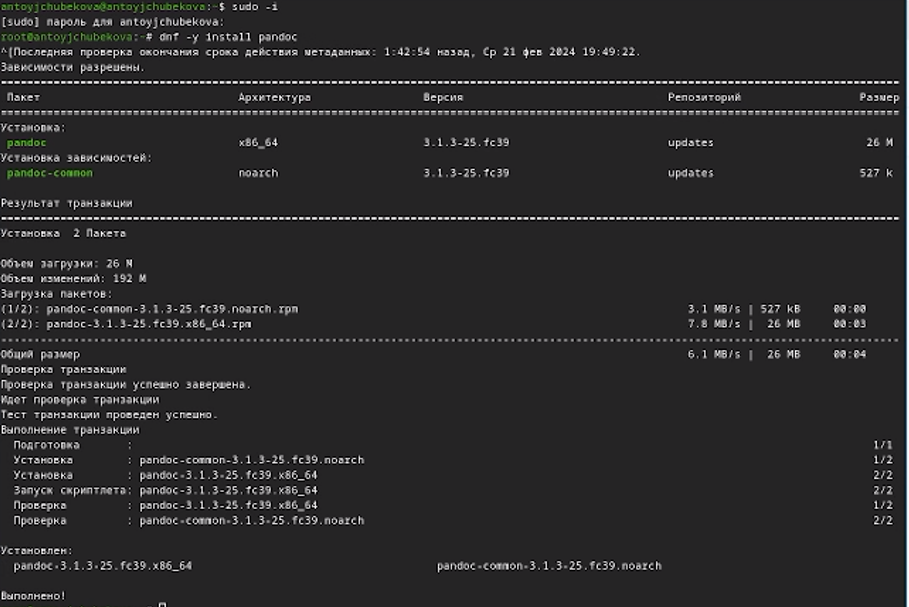 antoyjchubekova@antoyjchubekova:~$ sudo -i
[sudo] пароль для antoyjchubekova:
root@antoyjchubekova:~# dnf -y install pandoc
^[Последняя проверка окончания срока действия метаданных: 1:42:54 назад, Ср 21 фев 2024 19:49:22.
Зависимости разрешены.
Пакет Архитектура Версия Репозиторий Размер
Установка:
pandoc x86_64 3.1.3-25.fc39 updates 26 M
Установка зависимостей:
pandoc-common noarch 3.1.3-25.fc39 updates 527 k
Результат транзакции
Установка 2 Пакета
Объем загрузки: 26 M
Объем изменений: 192 M
Загрузка пакетов:
(1/2): pandoc-common-3.1.3-25.fc39.noarch.rpm 3.1 MB/s | 527 kB 00:00
(2/2): pandoc-3.1.3-25.fc39.x86_64.rpm 7.8 MB/s | 26 MB 00:03
Общий размер 6.1 MB/s | 26 MB 00:04
Проверка транзакции
Проверка транзакции успешно завершена.
Идет проверка транзакции
Тест транзакции проведен успешно.
Выполнение транзакции
Подготовка : 1/1
Установка : pandoc-common-3.1.3-25.fc39.noarch 1/2
Установка : pandoc-3.1.3-25.fc39.x86_64 2/2
Запуск скриптлета: pandoc-3.1.3-25.fc39.x86_64 2/2
Проверка : pandoc-3.1.3-25.fc39.x86_64 1/2
Проверка : pandoc-common-3.1.3-25.fc39.noarch 2/2
Установлен:
pandoc-3.1.3-25.fc39.x86_64 pandoc-common-3.1.3-25.fc39.noarch
Выполнено!